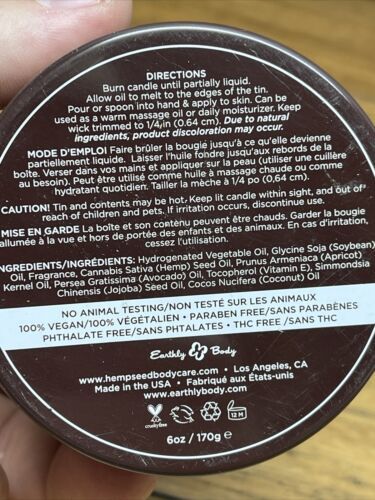 DIRECTIONS
Burn candle until partially liquid.
Allow oil to melt to the edges of the tin.
Pour or spoon into hand & apply to skin. Can be
used as a warm massage oil or daily moisturizer. Keep
wick trimmed to 1/4in (0.64 cm). Due to natural
ingredients, product discoloration may occur.
MODE D'EMPLOI Faire brûler la bougie jusqu'à ce qu'elle devienne
partiellement liquide. Laisser l'huile fondre jusqu'aux rebords de la
boîte. Verser dans vos mains et appliquer sur la peau (utiliser une cuillère
au besoin). Peut être utilisée comme huile à massage chaude ou comme
hydratant quotidien. Tailler la mèche à 1/4 po (0,64 cm).
CAUTION! Tin and contents may be hot. Keep lit candle within sight, and out of
reach of children and pets. If irritation occurs, discontinue use.
MISE EN GARDE La boîte et son contenu peuvent être chauds. Garder la bougie
allumée à la vue et hors de portée des enfants et des animaux. En cas d'irritation,
cessez l'utilisation.
INGREDIENTS/INGRÉDIENTS: Hydrogenated Vegetable Oil, Glycine Soja (Soybean)
Oil, Fragrance, Cannabis Sativa (Hemp) Seed Oil, Prunus Armeniaca (Apricot)
Kernel Oil, Persea Gratissima (Avocado) Oil, Tocopherol (Vitamin E), Simmondsia
Chinensis (Jojoba) Seed Oil, Cocos Nucifera (Coconut) Oil
NO ANIMAL TESTING/NON TESTÉ SUR LES ANIMAUX
100% VEGAN/100% VÉGÉTALIEN • PARABEN FREE/SANS PARABÈNES
PHTHALATE FREE/SANS PHTALATES • THC FREE/SANS THC
Earthly Body
www.hempseedbodycare.com • Los Angeles, CA
Made in the USA • Fabriqué aux États-unis
www.earthlybody.com
crueltyfree
12 M
6oz / 170g e